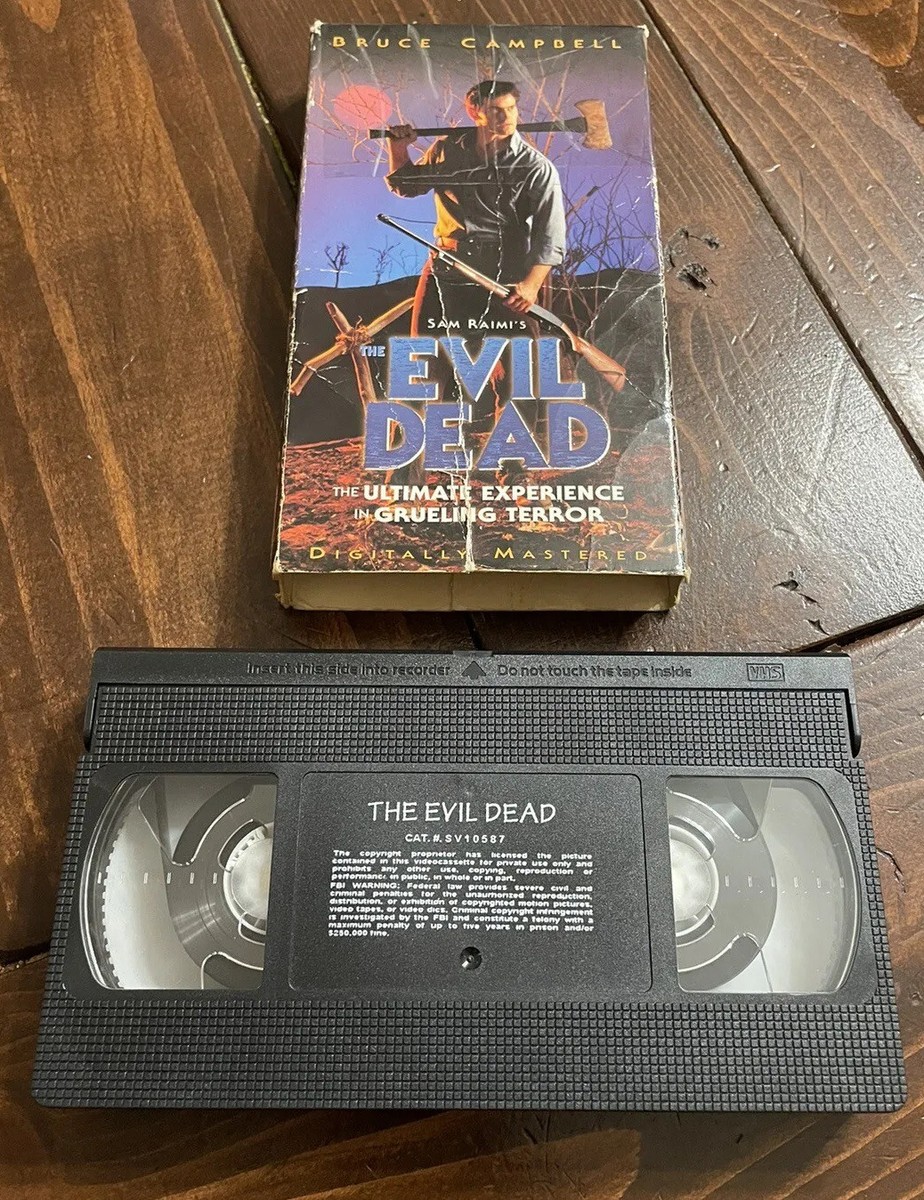 BRUCE CAMPBELL
SAM RAIMI'S
THE EVIL
DEAD
THE ULTIMATE EXPERIENCE
IN GRUELING TERROR
DIGITALLY MASTERED
Insert this side into recorder Do not touch the tape inside VHS
THE EVIL DEAD
CAT.#.SV10587
The copyright proprietor has licensed the picture
contained in this videocassette for private use only and
prohibits any other use, copying, reproduction or
performance in public, in whole or in part.
FBI WARNING: Federal law provides severe civil and
criminal penalties for the unauthorized reproduction,
distribution, or exhibition of copyrighted motion pictures,
video tapes, or video dics. Criminal copyright infringement
is investigated by the FBI and constitute a felony with a
maximum penalty of up to five years in prison and/or
$250,000 fine.